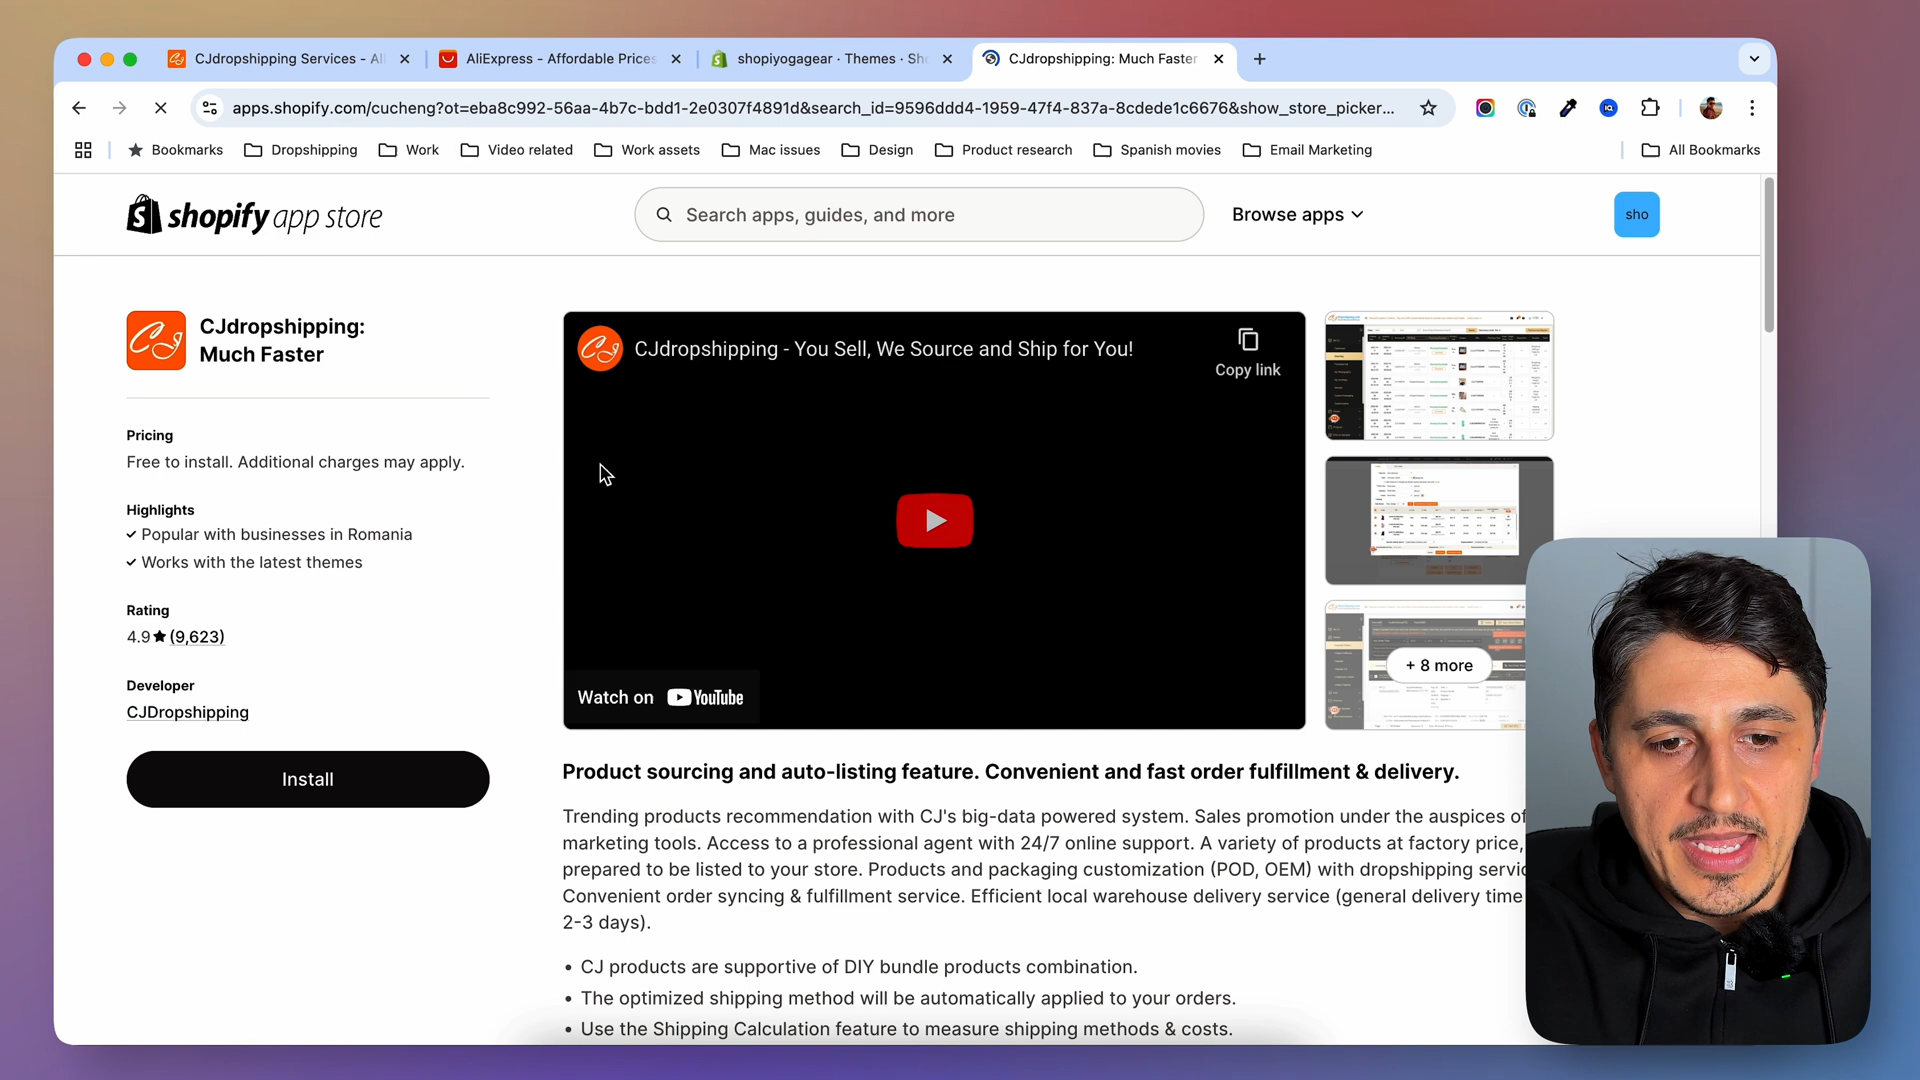 CJdropshipping Services - Al
AliExpress - Affordable Prices
shopiyogagear · Themes · Sho
CJdropshipping: Much Faster
apps.shopify.com/cucheng?ot=eba8c992-56aa-4b7c-bdd1-2e0307f4891d&search_id=9596ddd4-1959-47f4-837a-8cdede1c6676&show_store_picker...
Bookmarks
Dropshipping
Work
Video related
Work assets
Mac issues
Design
Product research
Spanish movies
Email Marketing
All Bookmarks
shopify app store
Search apps, guides, and more
Browse apps
sho
CJdropshipping:
Much Faster
Pricing
Free to install. Additional charges may apply.
Highlights
Popular with businesses in Romania
Works with the latest themes
Rating
4.9 ★ (9,623)
Developer
CJDropshipping
Install
CJdropshipping - You Sell, We Source and Ship for You!
Copy link
Watch on YouTube
+ 8 more
Product sourcing and auto-listing feature. Convenient and fast order fulfillment & delivery.
Trending products recommendation with CJ's big-data powered system. Sales promotion under the auspices of
marketing tools. Access to a professional agent with 24/7 online support. A variety of products at factory price,
prepared to be listed to your store. Products and packaging customization (POD, OEM) with dropshipping servic
Convenient order syncing & fulfillment service. Efficient local warehouse delivery service (general delivery time
2-3 days).
• CJ products are supportive of DIY bundle products combination.
• The optimized shipping method will be automatically applied to your orders.
• Use the Shipping Calculation feature to measure shipping methods & costs.